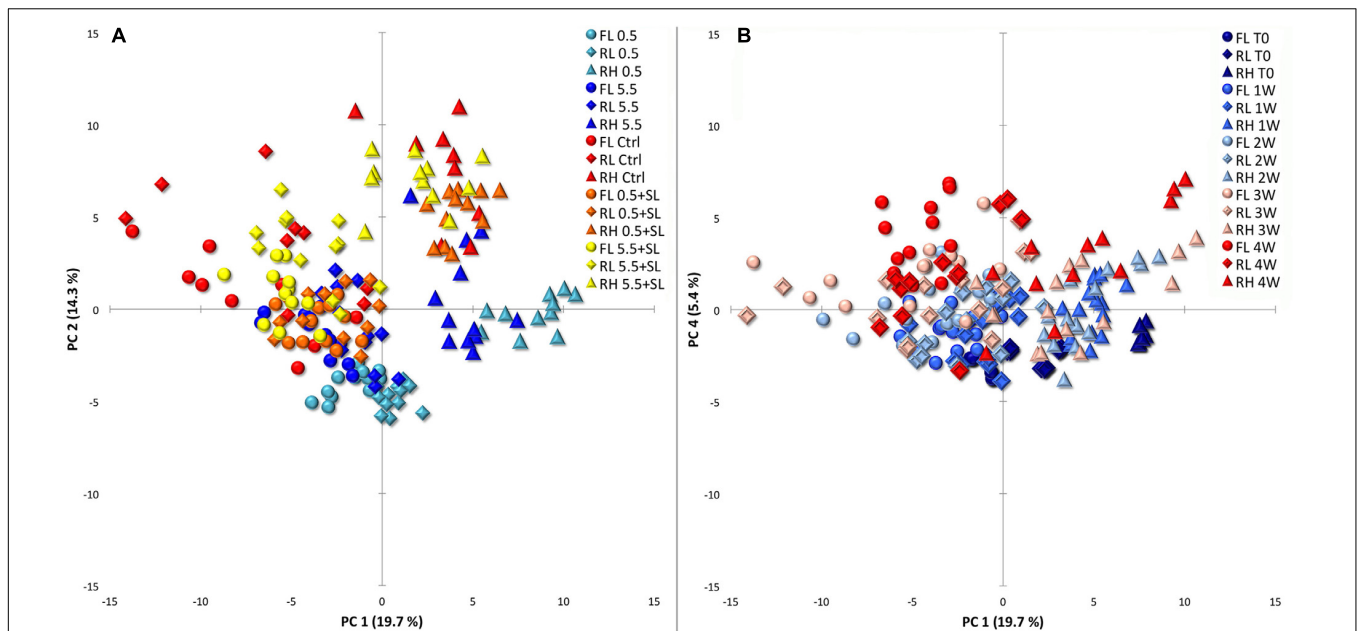 A
15
10
5
0
-5
-10
-15
-15
-10
-5
0
5
10
15
PC 2 (14.3 %)
PC 1 (19.7 %)
FL 0.5
RL 0.5
RH 0.5
FL 5.5
RL 5.5
RH 5.5
FL Ctrl
RL Ctrl
RH Ctrl
FL 0.5+SL
RL 0.5+SL
RH 0.5+SL
FL 5.5+SL
RL 5.5+SL
RH 5.5+SL
B
15
10
5
0
-5
-10
-15
-15
-10
-5
0
5
10
15
PC 4 (5.4 %)
PC 1 (19.7 %)
FL T0
RL T0
RH T0
FL 1W
RL 1W
RH 1W
FL 2W
RL 2W
RH 2W
FL 3W
RL 3W
RH 3W
FL 4W
RL 4W
RH 4W